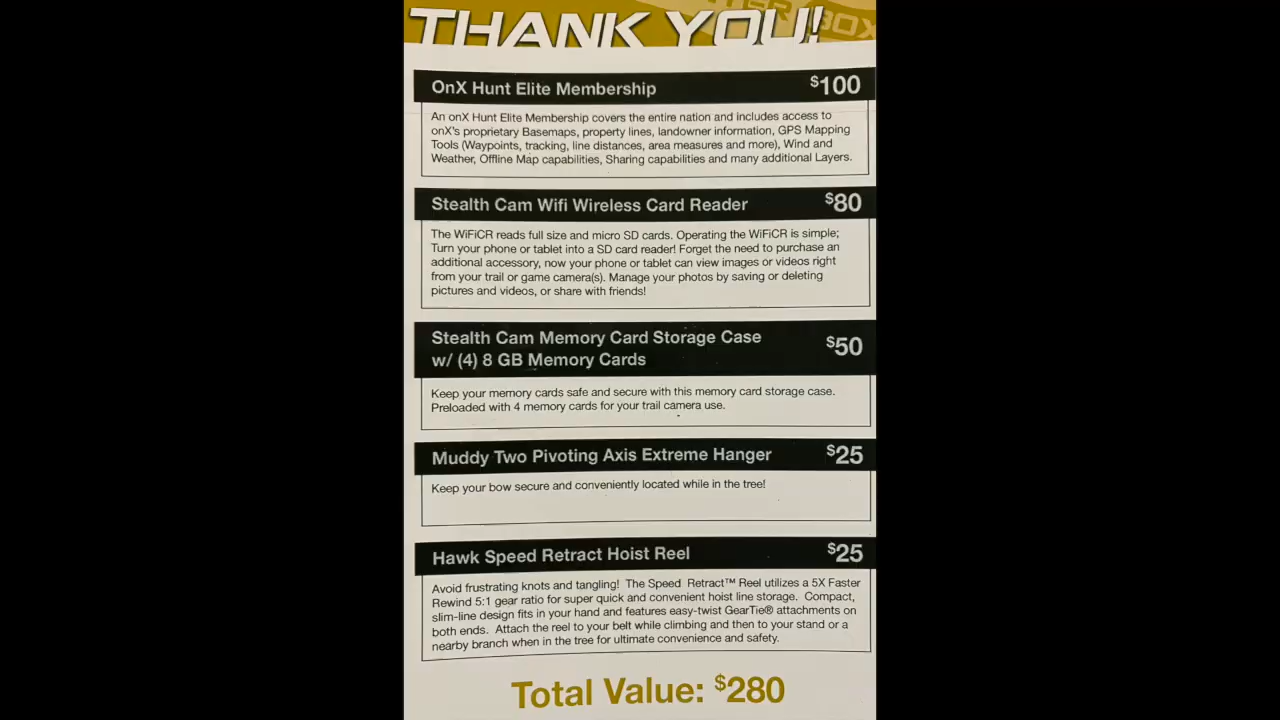 THANK YOU!
OnX Hunt Elite Membership $100
An onX Hunt Elite Membership covers the entire nation and includes access to
onX's proprietary Basemaps, property lines, landowner information, GPS Mapping
Tools (Waypoints, tracking, line distances, area measures and more), Wind and
Weather, Offline Map capabilities, Sharing capabilities and many additional Layers.
Stealth Cam Wifi Wireless Card Reader $80
The WiFiCR reads full size and micro SD cards. Operating the WiFiCR is simple;
Turn your phone or tablet into a SD card reader! Forget the need to purchase an
additional accessory, now your phone or tablet can view images or videos right
from your trail or game camera(s). Manage your photos by saving or deleting
pictures and videos, or share with friends!
Stealth Cam Memory Card Storage Case
w/ (4) 8 GB Memory Cards $50
Keep your memory cards safe and secure with this memory card storage case.
Preloaded with 4 memory cards for your trail camera use.
Muddy Two Pivoting Axis Extreme Hanger $25
Keep your bow secure and conveniently located while in the tree!
Hawk Speed Retract Hoist Reel $25
Avoid frustrating knots and tangling! The Speed Retract™ Reel utilizes a 5X Faster
Rewind 5:1 gear ratio for super quick and convenient hoist line storage. Compact,
slim-line design fits in your hand and features easy-twist GearTie® attachments on
both ends. Attach the reel to your belt while climbing and then to your stand or a
nearby branch when in the tree for ultimate convenience and safety.
Total Value: $280